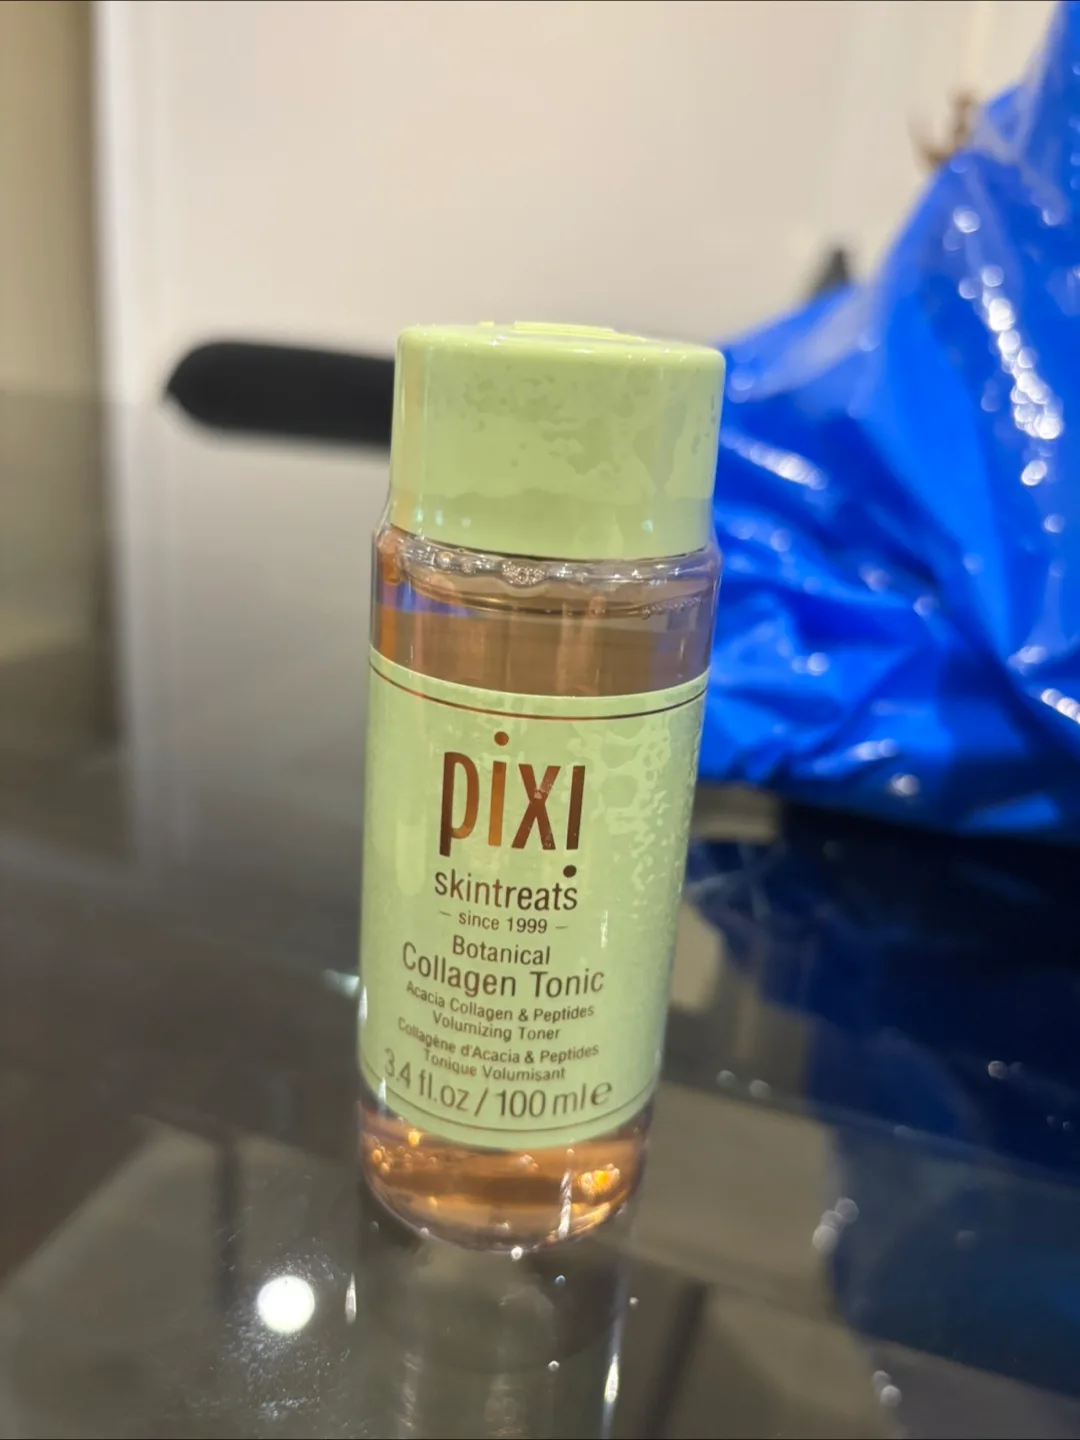 pixi
skintreats
– since 1999 –
Botanical
Collagen Tonic
Acacia Collagen & Peptides
Volumizing Toner
Collagène d'Acacia & Peptides
Tonique Volumisant
3.4 fl.oz / 100 ml e